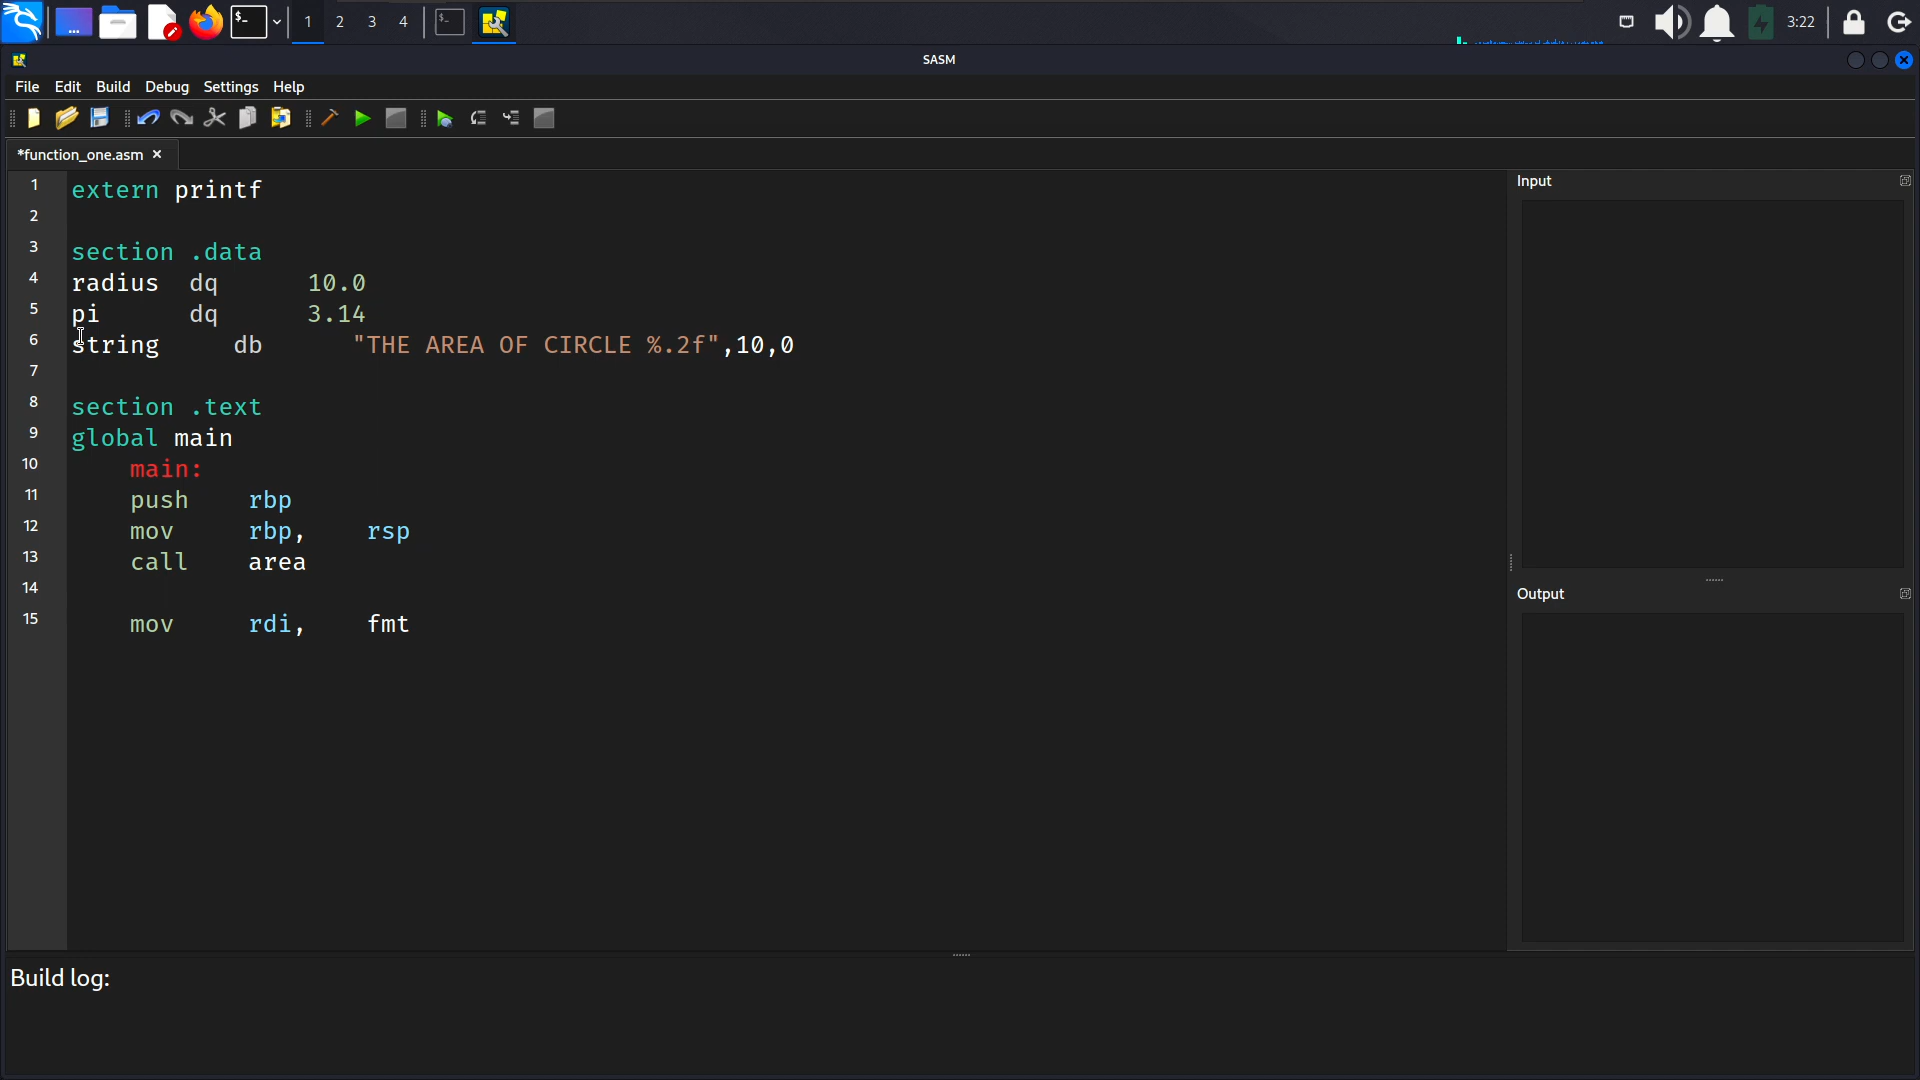 1 2 3 4 3:22
SASM
File Edit Build Debug Settings Help
*function_one.asm
1 extern printf
2
3 section .data
4 radius dq 10.0
5 pi dq 3.14
6 string db "THE AREA OF CIRCLE %.2f",10,0
7
8 section .text
9 global main
10 main:
11 push rbp
12 mov rbp, rsp
13 call area
14
15 mov rdi, fmt
Input
Output
Build log: